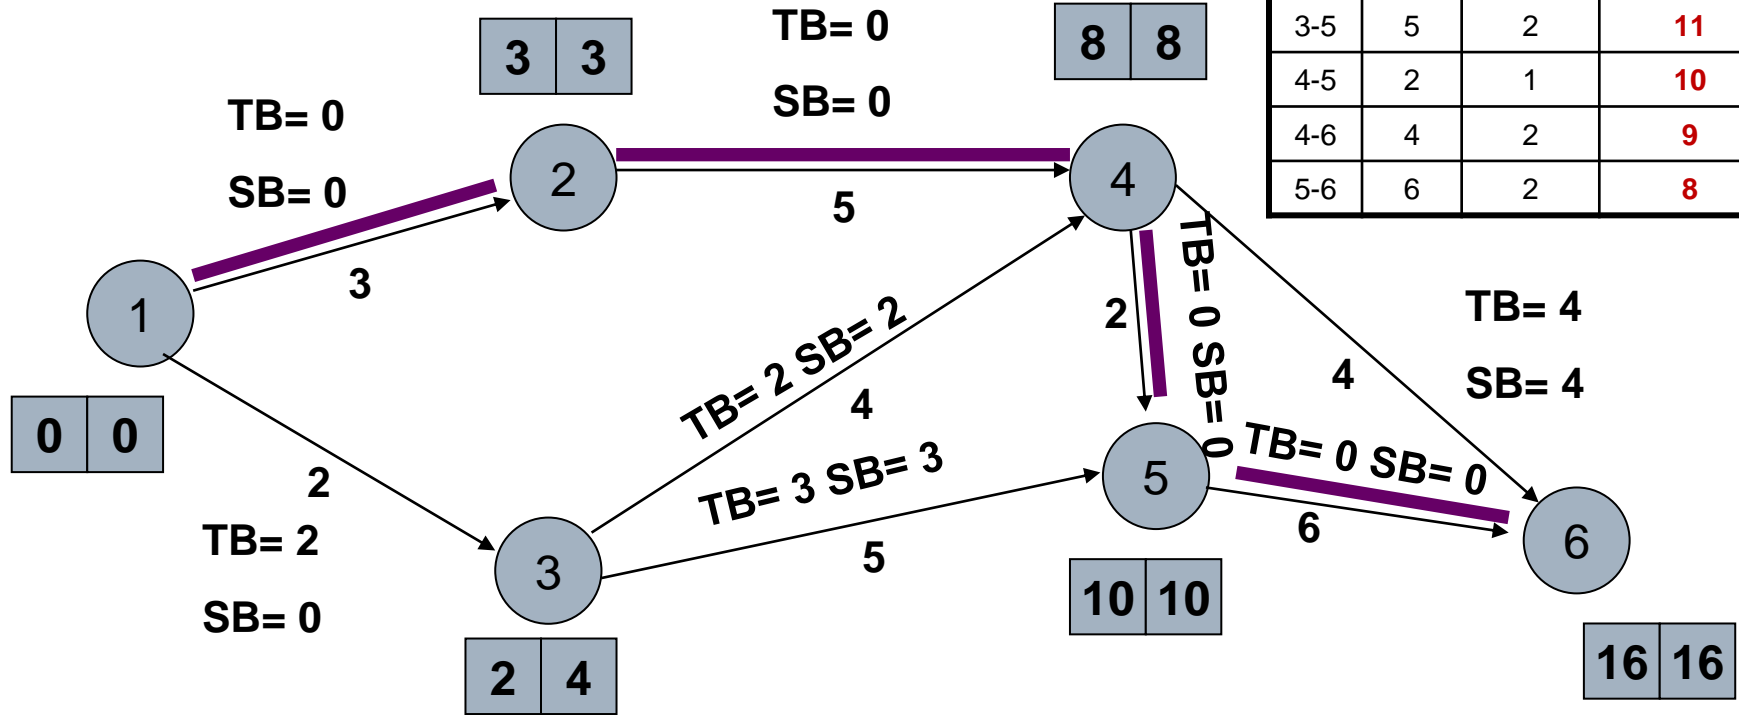 TB= 0
SB= 0
3 3
8 8
3-5 5 2 11
4-5 2 1 10
4-6 4 2 9
5-6 6 2 8
TB= 0
SB= 0
2
4
5
3
1
TB= 0 SB= 0
2
TB= 4
SB= 4
4
TB= 2 SB= 2
4
0 0
2
TB= 3 SB= 3
5
5
TB= 0 SB= 0
6
6
TB= 2
SB= 0
3
10 10
2 4
16 16